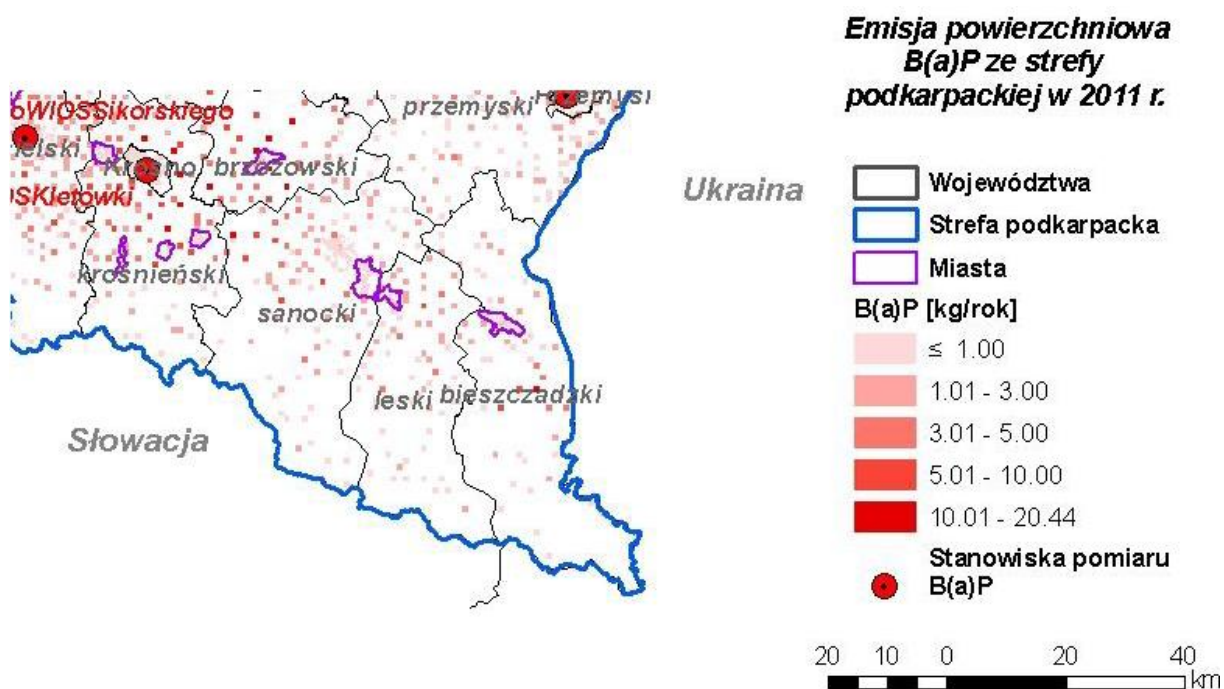 Emisja powierzchniowa
B(a)P ze strefy
podkarpackiej w 2011 r.
przemyski
Krosno
brzozowski
Ukraina
krośnieński
sanocki
leski
bieszczadzki
Słowacja
Województwa
Strefa podkarpacka
Miasta
B(a)P [kg/rok]
≤ 1.00
1.01 - 3.00
3.01 - 5.00
5.01 - 10.00
10.01 - 20.44
Stanowiska pomiaru
B(a)P
20 10 0 20 40
km